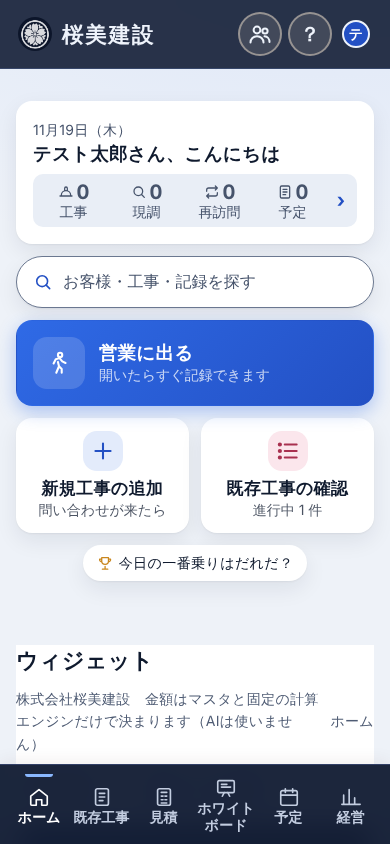 桜美建設
?
テ
11月19日（木）
テスト太郎さん、こんにちは
0 0 0 0
工事 現調 再訪問 予定
お客様・工事・記録を探す
営業に出る
開いたらすぐ記録できます
新規工事の追加
問い合わせが来たら
既存工事の確認
進行中 1 件
今日の一番乗りはだれだ？
ウィジェット
株式会社桜美建設　金額はマスタと固定の計算
エンジンだけで決まります（AIは使いませ ホーム
ん）
ホーム 既存工事 見積 ホワイト 予定 経営
ボード